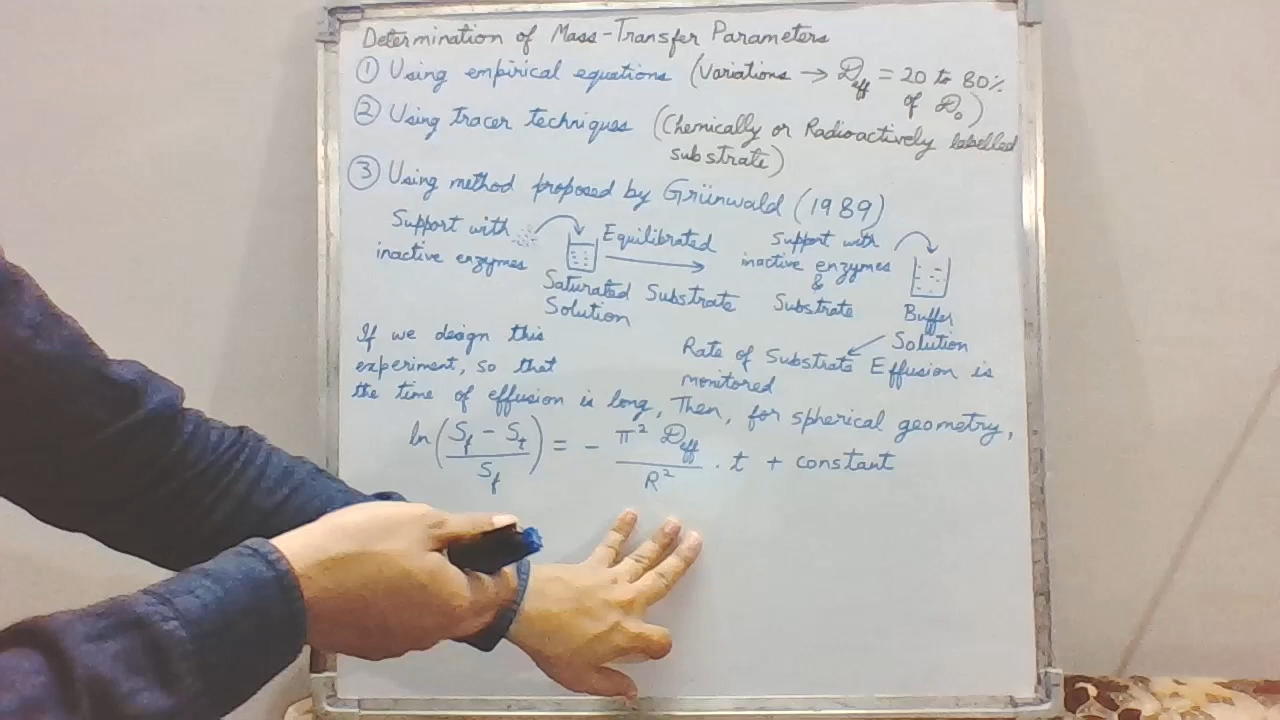 Determination of Mass-Transfer Parameters
① Using empirical equations (Variations → 𝒟eff = 20 to 80%
of 𝒟₀)
② Using tracer techniques (Chemically or Radioactively labelled
substrate)
③ Using method proposed by Grünwald (1989)
Support with
inactive enzymes
Saturated Substrate
Solution
Equilibrated
Support with
inactive enzymes
&
Substrate
Buffer
Solution
Rate of Substrate Effusion is
monitored
If we design this
experiment, so that
the time of effusion is long, Then, for spherical geometry,
ln((S_f - S_t)/S_f) = - (π² 𝒟eff)/R² . t + constant